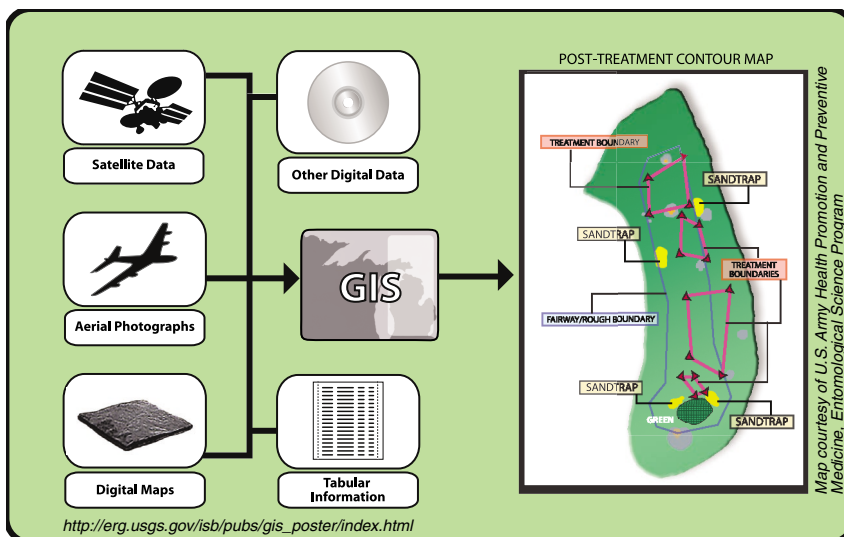 Satellite Data
Other Digital Data
Aerial Photographs
GIS
Digital Maps
Tabular
Information
http://erg.usgs.gov/isb/pubs/gis_poster/index.html
POST-TREATMENT CONTOUR MAP
TREATMENT BOUNDARY
SANDTRAP
SANDTRAP
TREATMENT
BOUNDARIES
FAIRWAY/ROUGH BOUNDARY
SANDTRAP
GREEN
SANDTRAP
Map courtesy of U.S. Army Health Promotion and Preventive
Medicine, Entomological Science Program